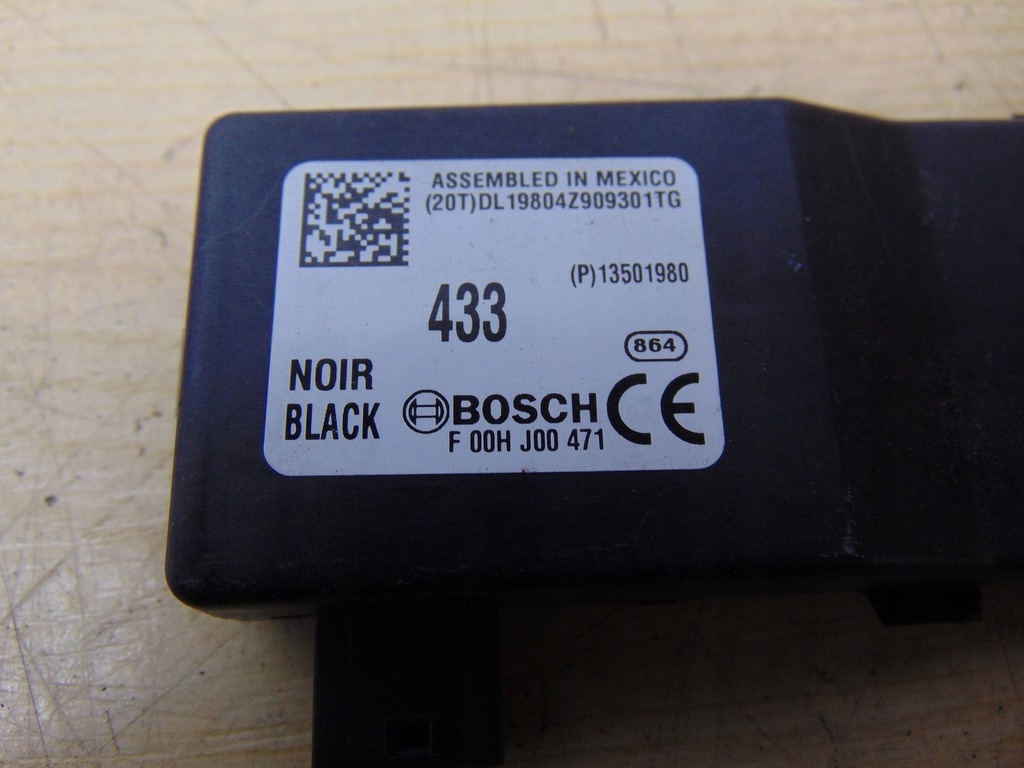 ASSEMBLED IN MEXICO
(20T)DL19804Z909301TG
(P)13501980
433
864
NOIR
BLACK
BOSCH CE
F 00H J00 471